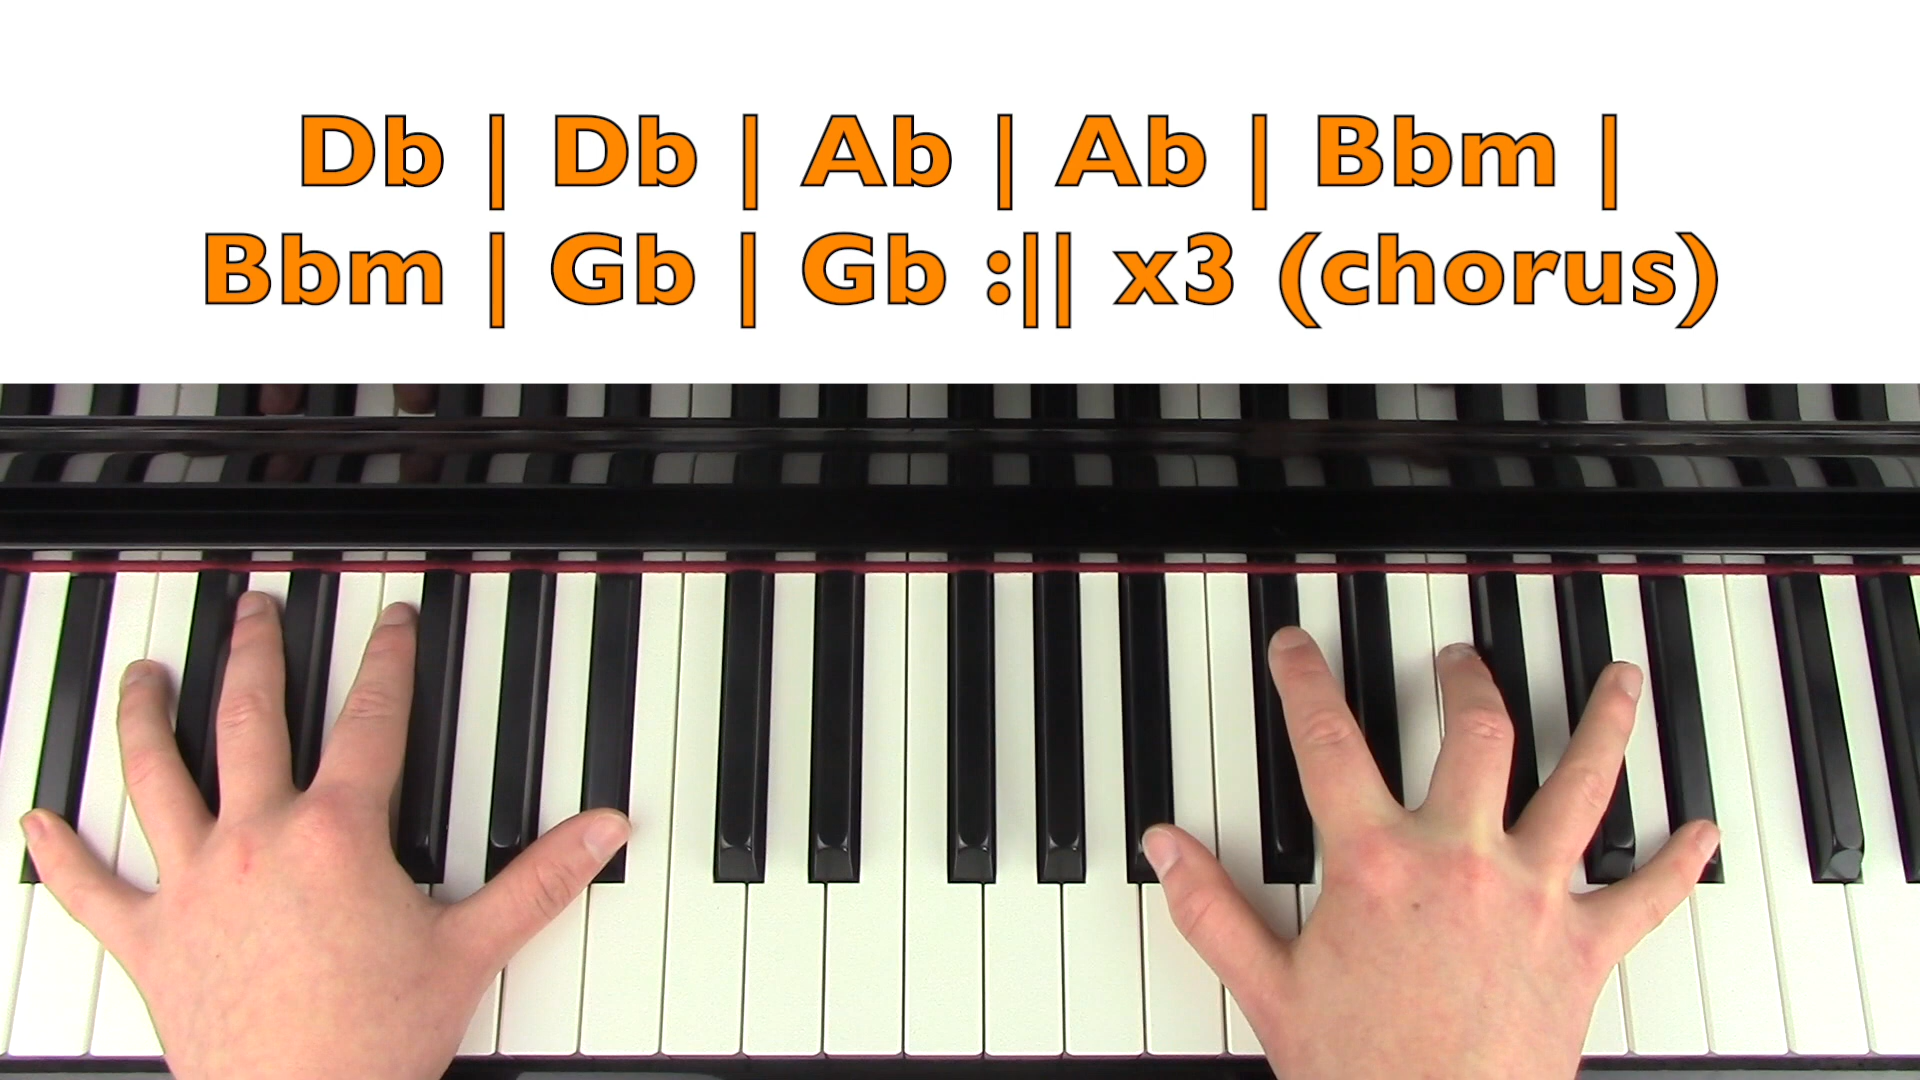 Db | Db | Ab | Ab | Bbm |
Bbm | Gb | Gb :|| x3 (chorus)